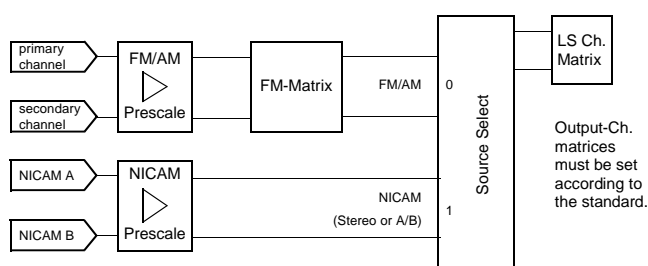 primary
channel
FM/AM
Prescale
secondary
channel
FM-Matrix
FM/AM
0
Source Select
LS Ch.
Matrix
Output-Ch.
matrices
must be set
according to
the standard.
NICAM A
NICAM
Prescale
NICAM B
NICAM
(Stereo or A/B)
1